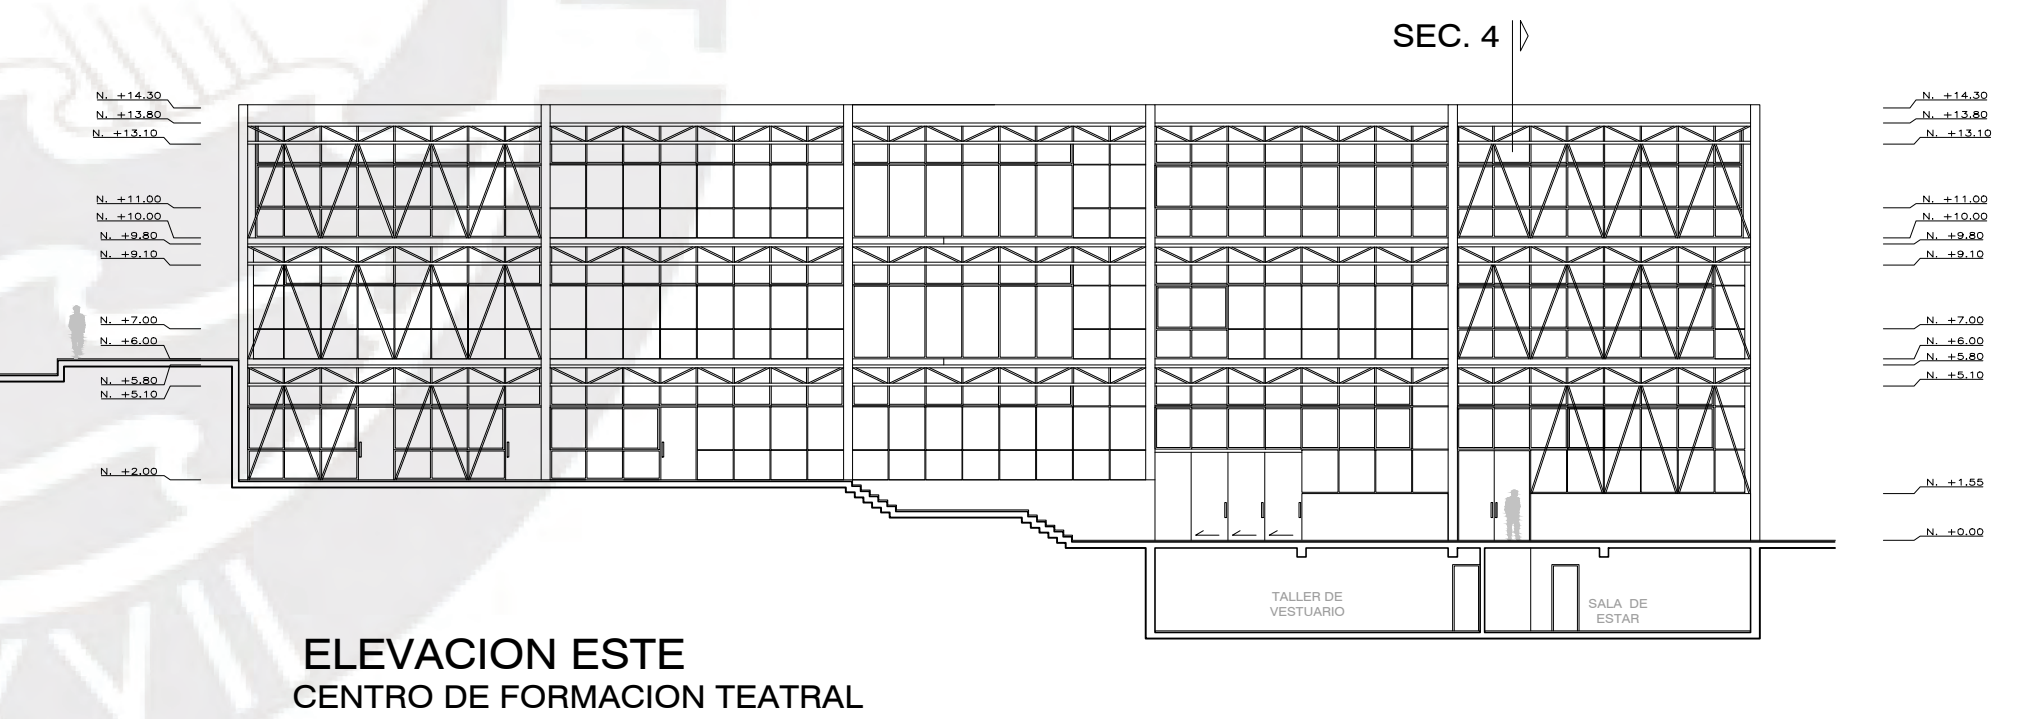 SEC. 4
N. +14.30
N. +13.80
N. +13.10
N. +11.00
N. +10.00
N. +9.80
N. +9.10
N. +7.00
N. +6.00
N. +5.80
N. +5.10
N. +2.00
N. +14.30
N. +13.80
N. +13.10
N. +11.00
N. +10.00
N. +9.80
N. +9.10
N. +7.00
N. +6.00
N. +5.80
N. +5.10
N. +1.55
N. +0.00
TALLER DE
VESTUARIO
SALA DE
ESTAR
ELEVACION ESTE
CENTRO DE FORMACION TEATRAL